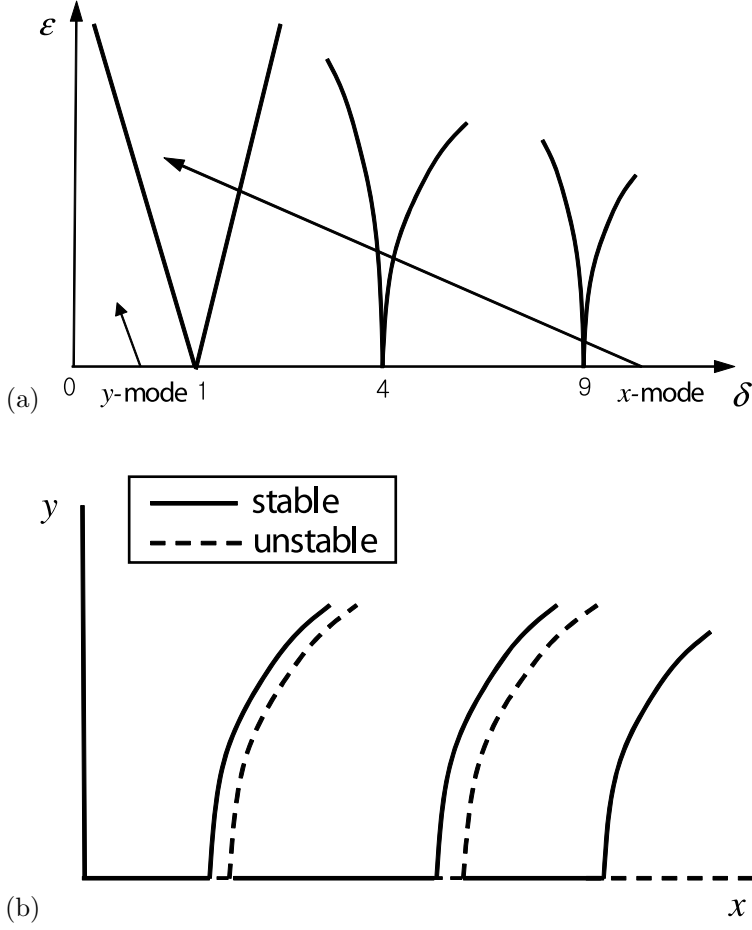 ε
0 y-mode 1 4 9 x-mode δ
(a)
y
stable
unstable
(b)
x